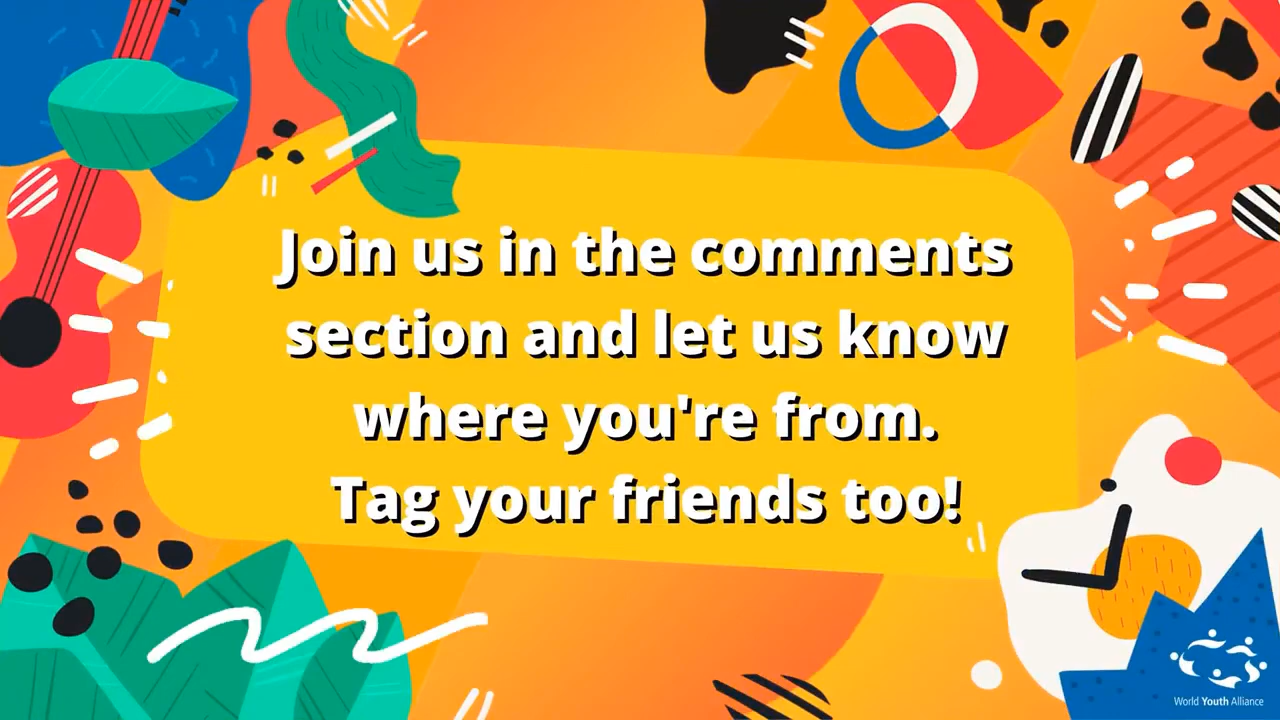 Join us in the comments
section and let us know
where you're from.
Tag your friends too!
World Youth Alliance